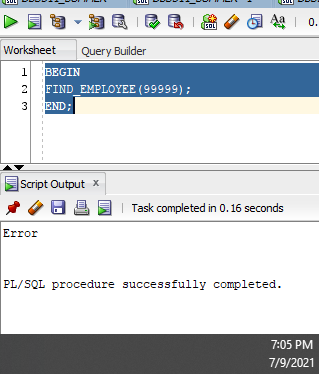 Worksheet Query Builder
1 BEGIN
2 FIND_EMPLOYEE(99999);
3 END;
Script Output x
Task completed in 0.16 seconds
Error
PL/SQL procedure successfully completed.
7:05 PM
7/9/2021